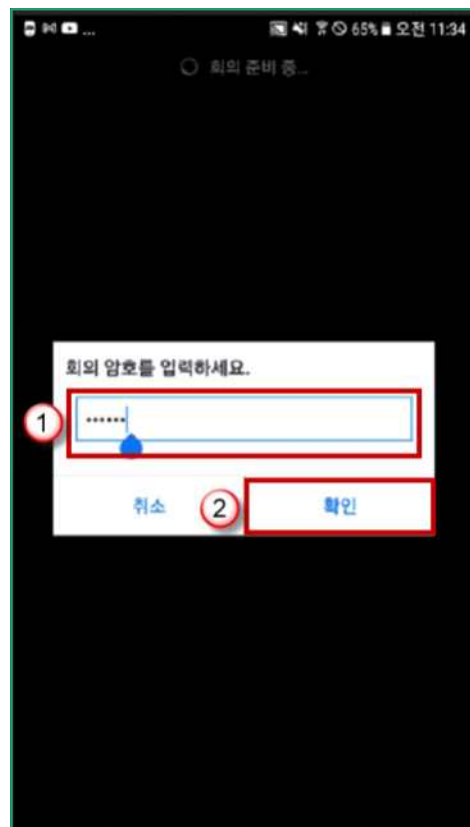 ... 65% 오전 11:34
회의 준비 중...
회의 암호를 입력하세요.
1
••••••
취소
2
확인